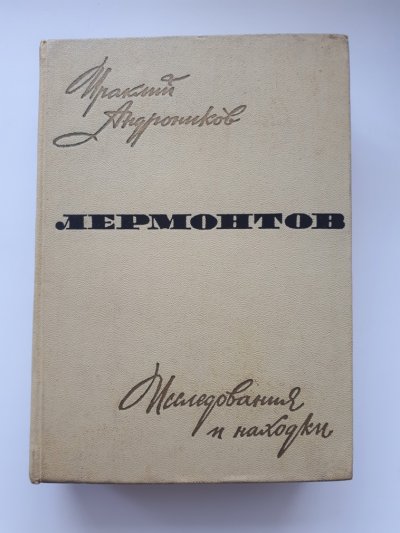 Ираклий
Андроников
ЛЕРМОНТОВ
Исследования
и находки